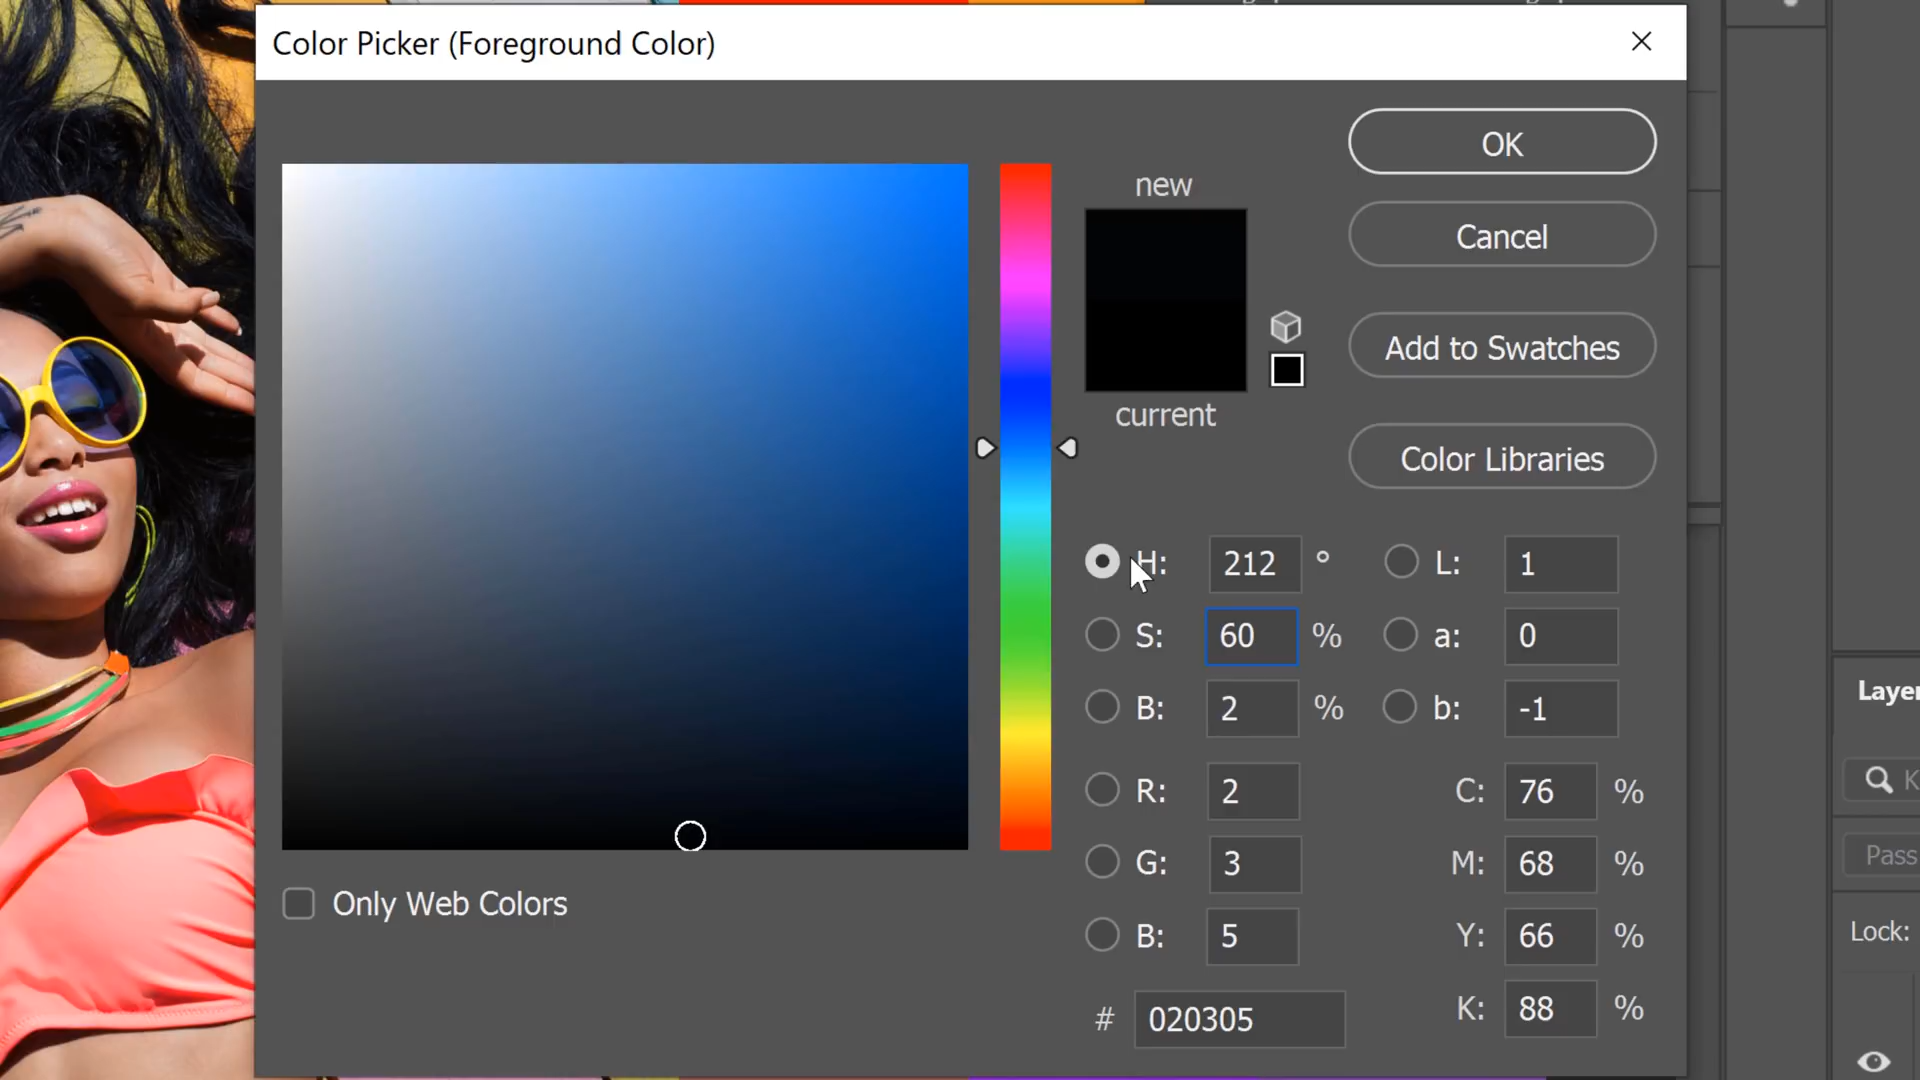 Color Picker (Foreground Color)
OK
new
Cancel
Add to Swatches
current
Color Libraries
H: 212 ° L: 1
S: 60 % a: 0
B: 2 % b: -1
R: 2 C: 76 %
G: 3 M: 68 %
Only Web Colors
B: 5 Y: 66 %
# 020305 K: 88 %
Layer
K
Pass
Lock: